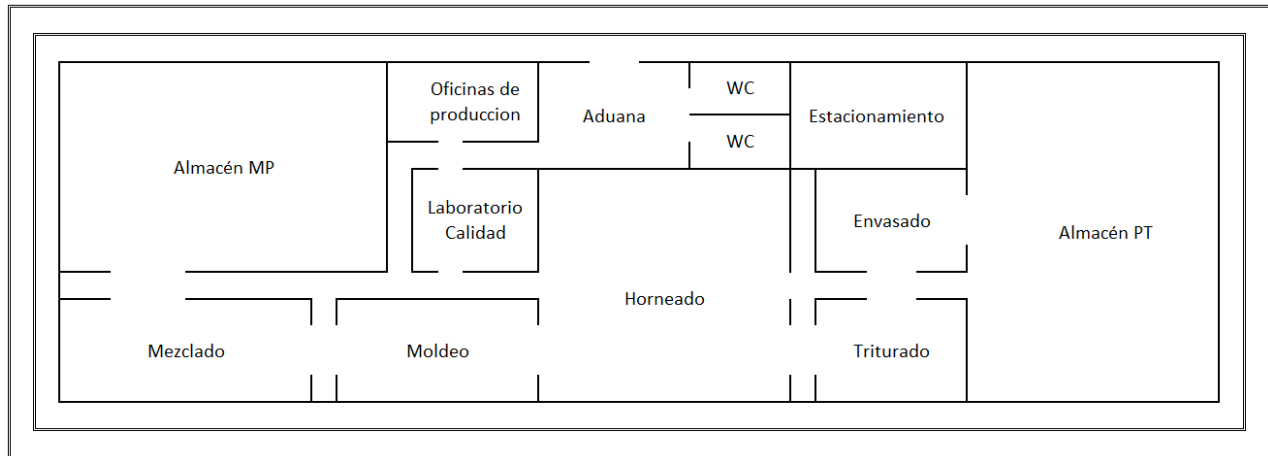 Oficinas de
produccion
WC
Aduana
Estacionamiento
WC
Almacén MP
Laboratorio
Calidad
Envasado
Almacén PT
Horneado
Mezclado
Moldeo
Triturado